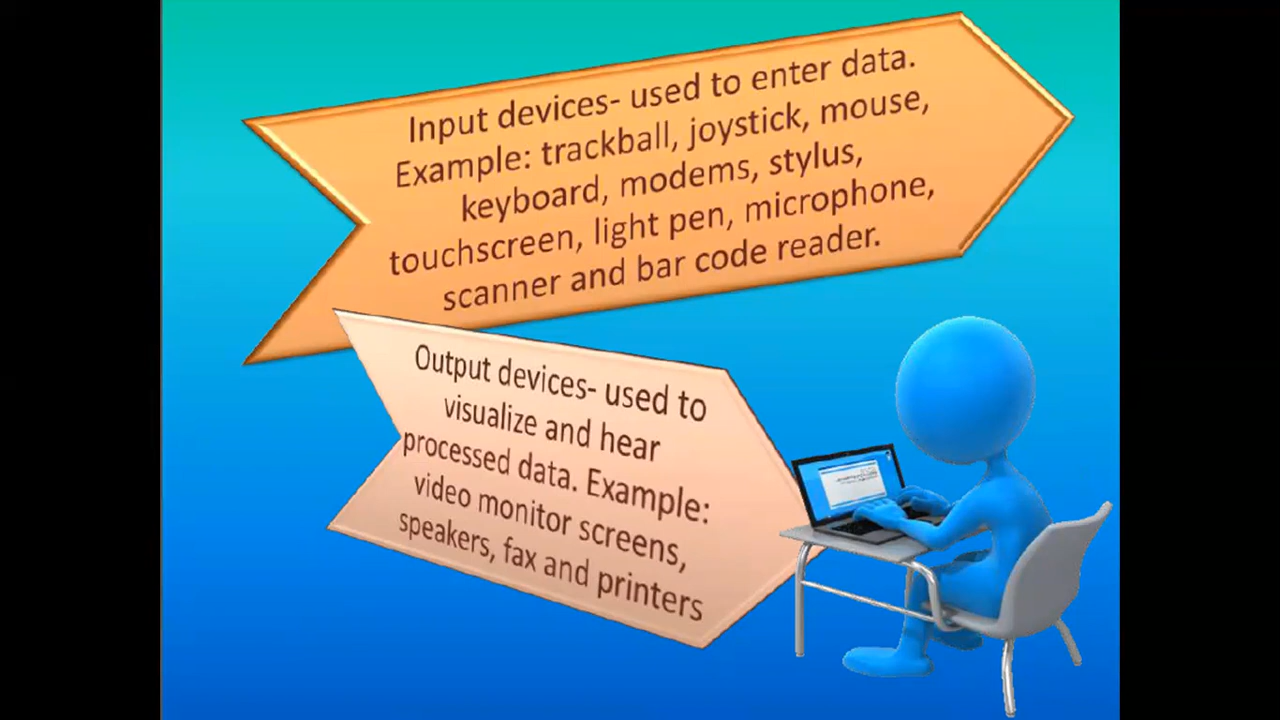 Input devices- used to enter data.
Example: trackball, joystick, mouse,
keyboard, modems, stylus,
touchscreen, light pen, microphone,
scanner and bar code reader.
Output devices- used to
visualize and hear
processed data. Example:
video monitor screens,
speakers, fax and printers